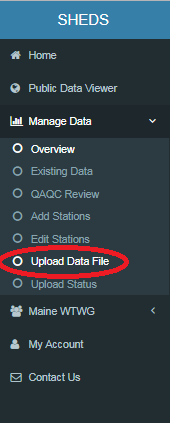 SHEDS
Home
Public Data Viewer
Manage Data
Overview
Existing Data
QAQC Review
Add Stations
Edit Stations
Upload Data File
Upload Status
Maine WTWG
My Account
Contact Us